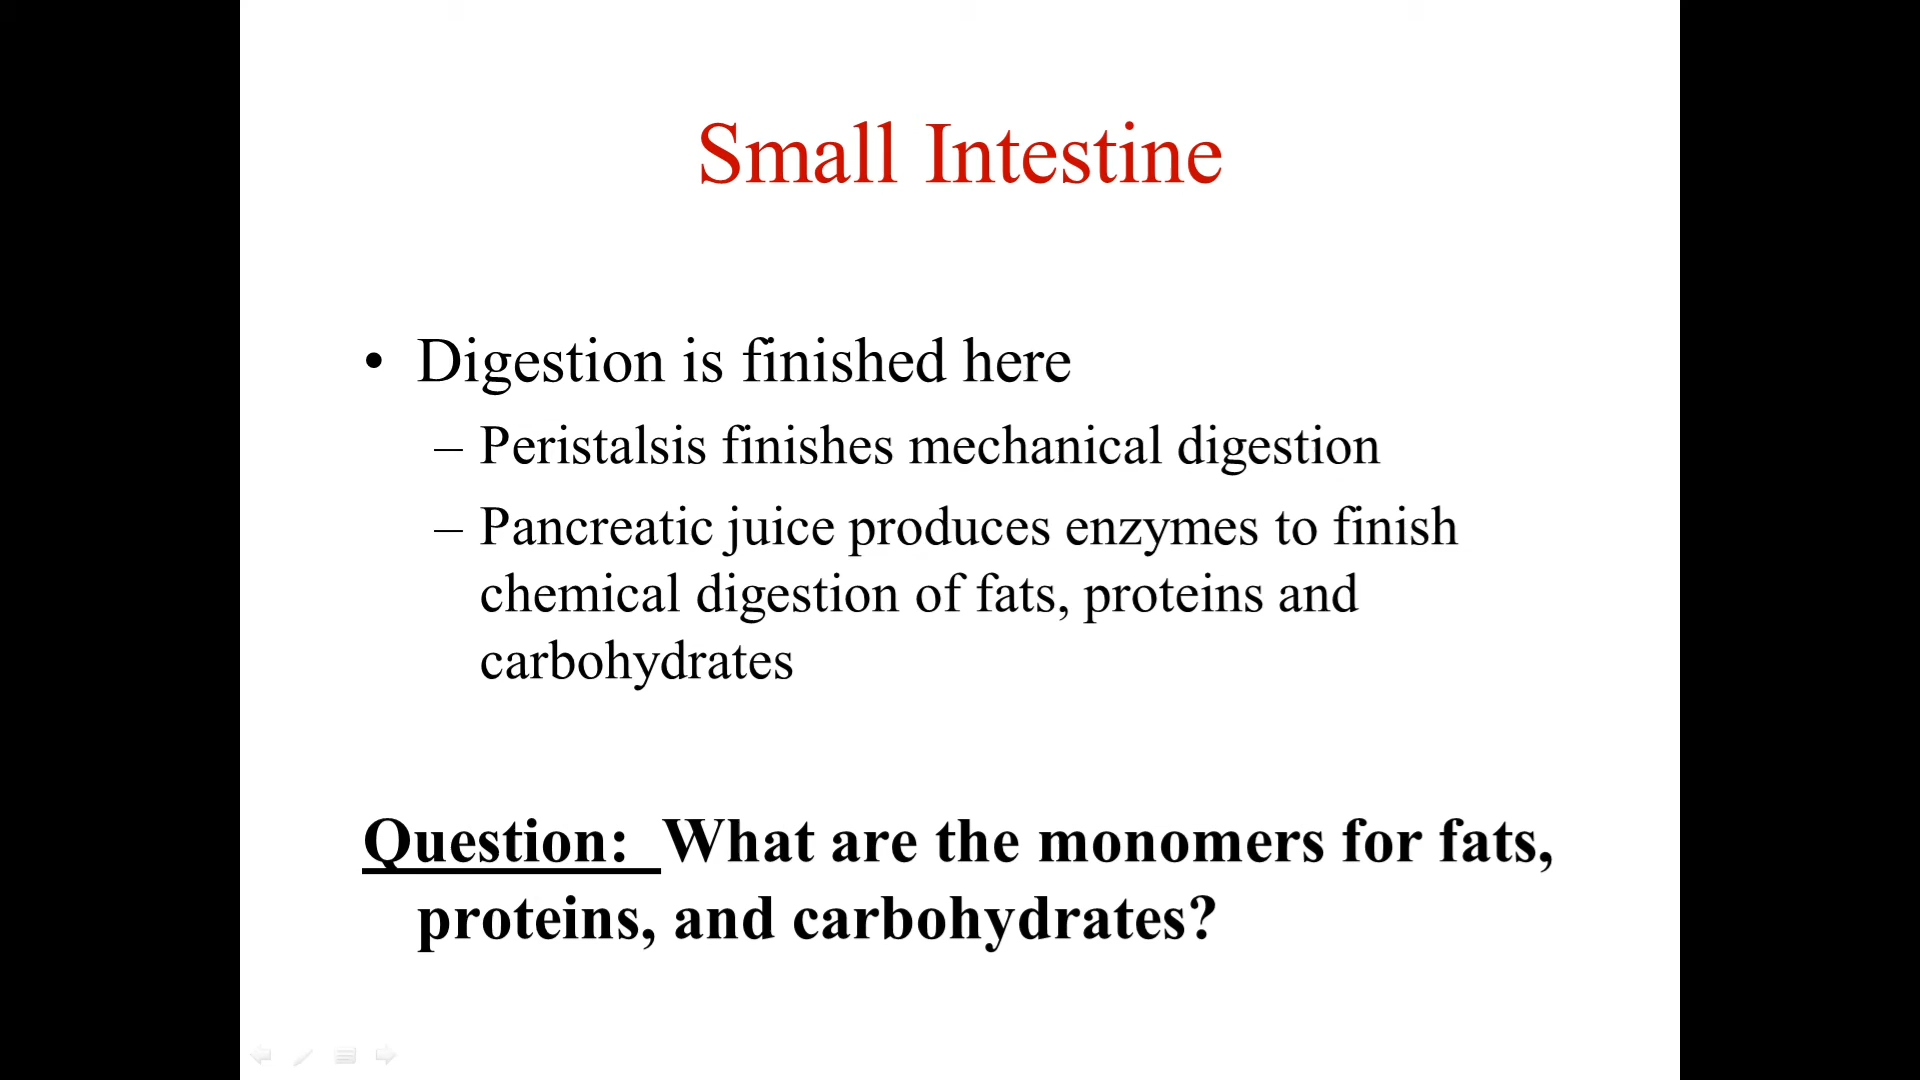 Small Intestine
• Digestion is finished here
– Peristalsis finishes mechanical digestion
– Pancreatic juice produces enzymes to finish
chemical digestion of fats, proteins and
carbohydrates
Question: What are the monomers for fats,
proteins, and carbohydrates?